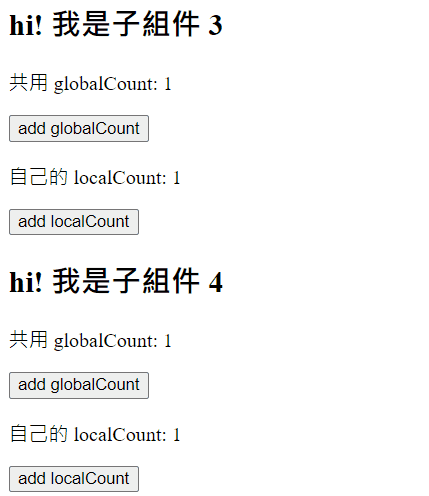 hi! 我是子組件 3
共用 globalCount: 1
add globalCount
自己的 localCount: 1
add localCount
hi! 我是子組件 4
共用 globalCount: 1
add globalCount
自己的 localCount: 1
add localCount